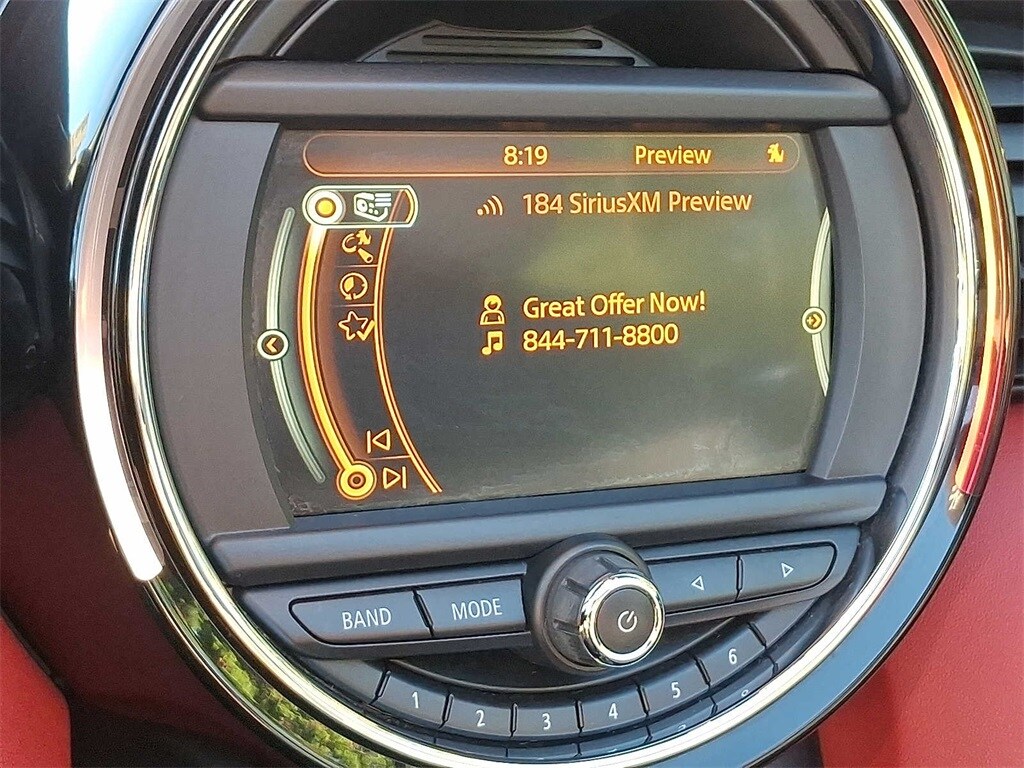 8:19 Preview
184 SiriusXM Preview
Great Offer Now!
844-711-8800
BAND MODE
1 2 3 4 5 6